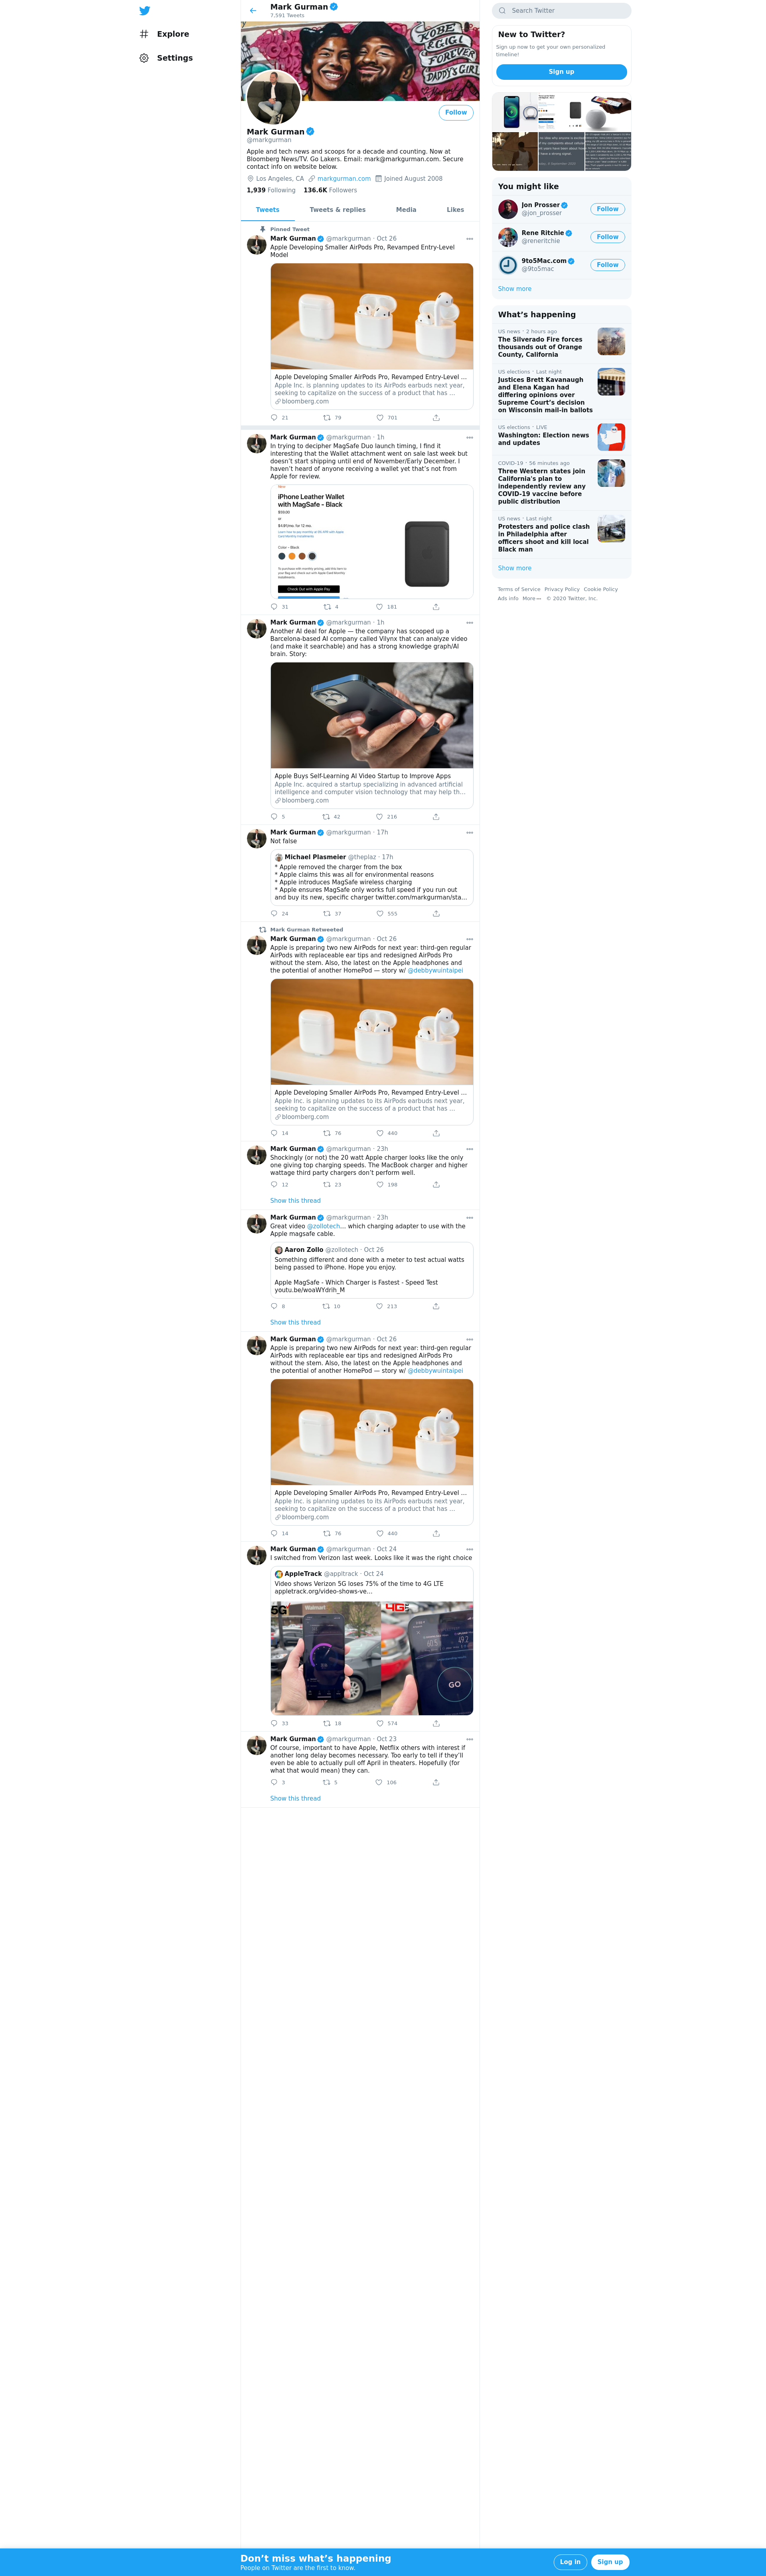 Explore
Settings
Mark Gurman
7,591 Tweets
KOBE
& GIGI
FOREVER
DADDY'S GIRL
Follow
Mark Gurman
@markgurman
Apple and tech news and scoops for a decade and counting. Now at
Bloomberg News/TV. Go Lakers. Email: mark@markgurman.com. Secure
contact info on website below.
Los Angeles, CA markgurman.com Joined August 2008
1,939 Following 136.6K Followers
Tweets Tweets & replies Media Likes
Pinned Tweet
Mark Gurman @markgurman · Oct 26
Apple Developing Smaller AirPods Pro, Revamped Entry-Level
Model
Apple Developing Smaller AirPods Pro, Revamped Entry-Level ...
Apple Inc. is planning updates to its AirPods earbuds next year,
seeking to capitalize on the success of a product that has ...
bloomberg.com
21 79 701
Mark Gurman @markgurman · 1h
In trying to decipher MagSafe Duo launch timing, I find it
interesting that the Wallet attachment went on sale last week but
doesn't start shipping until end of November/Early December. I
haven't heard of anyone receiving a wallet yet that's not from
Apple for review.
New
iPhone Leather Wallet
with MagSafe - Black
$59.00
or
Color - Black
Check Out with Apple Pay
31 4 181
Mark Gurman @markgurman · 1h
Another AI deal for Apple — the company has scooped up a
Barcelona-based AI company called Vilynx that can analyze video
(and make it searchable) and has a strong knowledge graph/AI
brain. Story:
Apple Buys Self-Learning AI Video Startup to Improve Apps
Apple Inc. acquired a startup specializing in advanced artificial
intelligence and computer vision technology that may help th...
bloomberg.com
5 42 216
Mark Gurman @markgurman · 17h
Not false
Michael Plasmeier @theplaz · 17h
* Apple removed the charger from the box
* Apple claims this was all for environmental reasons
* Apple introduces MagSafe wireless charging
* Apple ensures MagSafe only works full speed if you run out
and buy its new, specific charger twitter.com/markgurman/sta...
24 37 555
Mark Gurman Retweeted
Mark Gurman @markgurman · Oct 26
Apple is preparing two new AirPods for next year: third-gen regular
AirPods with replaceable ear tips and redesigned AirPods Pro
without the stem. Also, the latest on the Apple headphones and
the potential of another HomePod — story w/ @debbywuintaipei
Apple Developing Smaller AirPods Pro, Revamped Entry-Level ...
Apple Inc. is planning updates to its AirPods earbuds next year,
seeking to capitalize on the success of a product that has ...
bloomberg.com
14 76 440
Mark Gurman @markgurman · 23h
Shockingly (or not) the 20 watt Apple charger looks like the only
one giving top charging speeds. The MacBook charger and higher
wattage third party chargers don't perform well.
12 23 198
Show this thread
Mark Gurman @markgurman · 23h
Great video @zollotech... which charging adapter to use with the
Apple magsafe cable.
Aaron Zollo @zollotech · Oct 26
Something different and done with a meter to test actual watts
being passed to iPhone. Hope you enjoy.
Apple MagSafe - Which Charger is Fastest - Speed Test
youtu.be/woaWYdrlh_M
8 10 213
Show this thread
Mark Gurman @markgurman · Oct 26
Apple is preparing two new AirPods for next year: third-gen regular
AirPods with replaceable ear tips and redesigned AirPods Pro
without the stem. Also, the latest on the Apple headphones and
the potential of another HomePod — story w/ @debbywuintaipei
Apple Developing Smaller AirPods Pro, Revamped Entry-Level ...
Apple Inc. is planning updates to its AirPods earbuds next year,
seeking to capitalize on the success of a product that has ...
bloomberg.com
14 76 440
Mark Gurman @markgurman · Oct 24
I switched from Verizon last week. Looks like it was the right choice
AppleTrack @appltrack · Oct 24
Video shows Verizon 5G loses 75% of the time to 4G LTE
appletrack.org/video-shows-ve...
5G Walmart 4G
GO
33 18 574
Mark Gurman @markgurman · Oct 23
Of course, important to have Apple, Netflix others with interest if
another long delay becomes necessary. Too early to tell if they'll
even be able to actually pull off April in theaters. Hopefully (for
what that would mean) they can.
3 5 106
Show this thread
Search Twitter
New to Twitter?
Sign up now to get your own personalized
timeline!
Sign up
You might like
Jon Prosser
@jon_prosser
Follow
Rene Ritchie
@reneritchie
Follow
9to5Mac.com
@9to5mac
Follow
Show more
What's happening
US news · 2 hours ago
The Silverado Fire forces
thousands out of Orange
County, California
US elections · Last night
Justices Brett Kavanaugh
and Elena Kagan had
differing opinions over
Supreme Court's decision
on Wisconsin mail-in ballots
US elections · LIVE
Washington: Election news
and updates
COVID-19 · 56 minutes ago
Three Western states join
California's plan to
independently review any
COVID-19 vaccine before
public distribution
US news · Last night
Protesters and police clash
in Philadelphia after
officers shoot and kill local
Black man
Show more
Terms of Service Privacy Policy Cookie Policy
Ads info More © 2020 Twitter, Inc.
Don't miss what's happening
People on Twitter are the first to know.
Log in Sign up